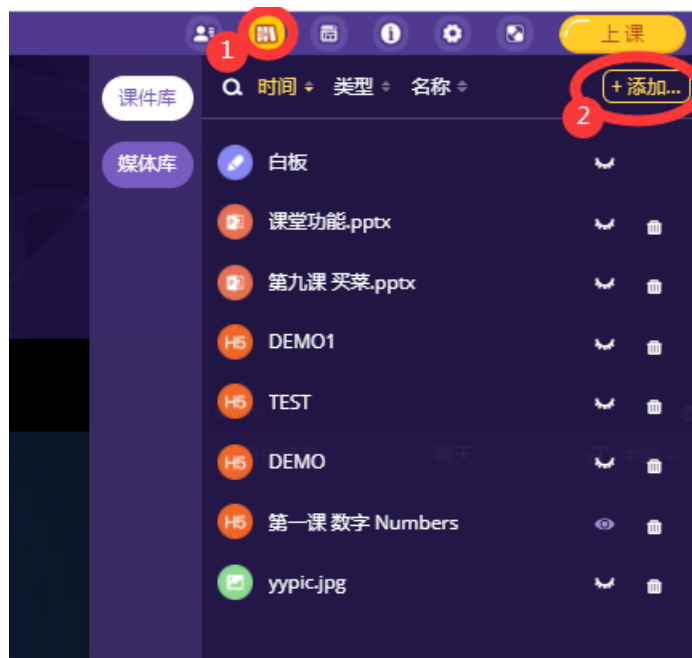 1
上课
课件库
时间 类型 名称 +添加...
2
媒体库
白板
课堂功能.pptx
第九课 买菜.pptx
H5 DEMO1
H5 TEST
H5 DEMO
聊天
H5 第一课 数字 Numbers
yypic.jpg